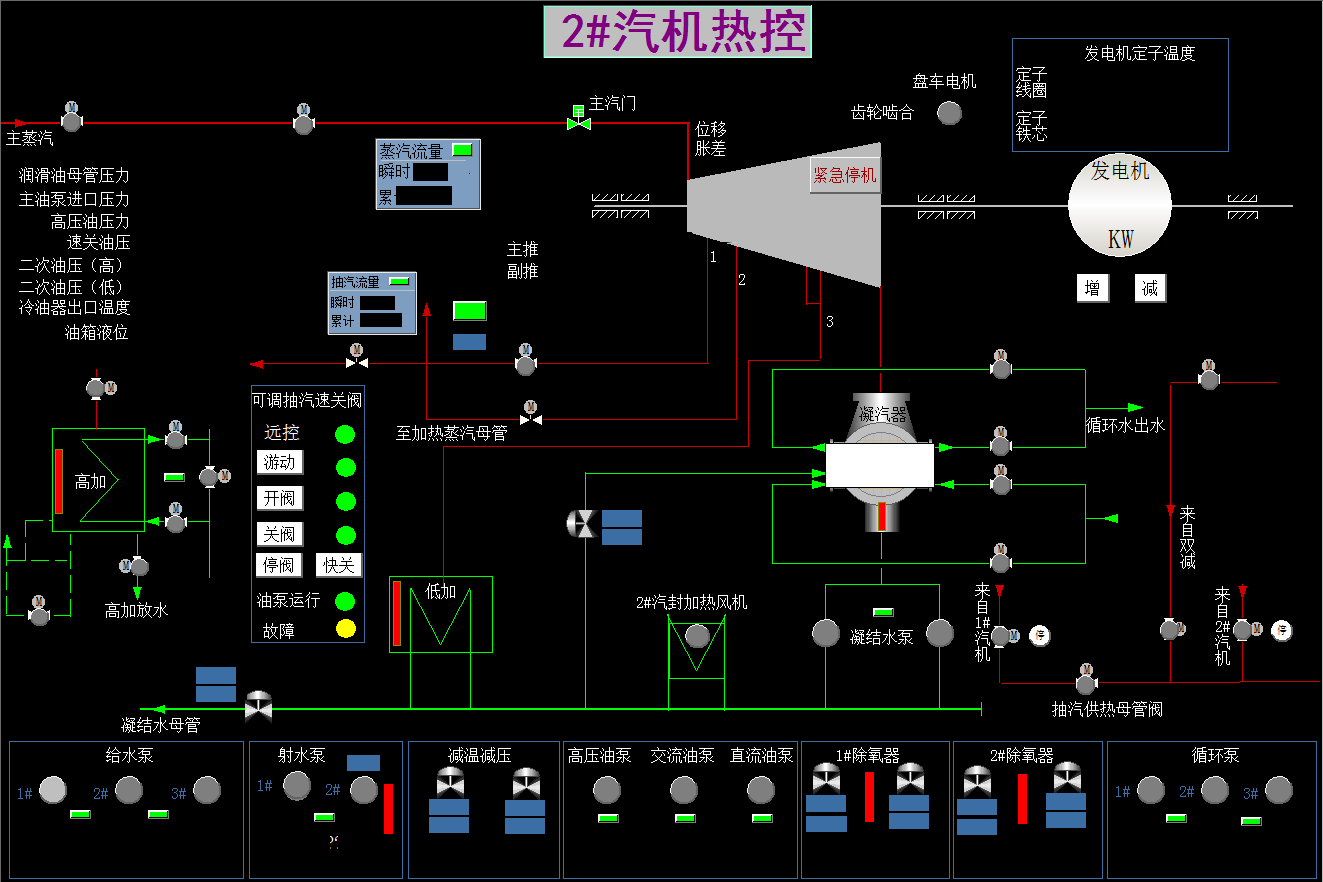 2#汽机热控
发电机定子温度
定子
线圈
定子
铁芯
盘车电机
齿轮啮合
主汽门
M
M
主蒸汽
位移
胀差
蒸汽流量
瞬时
累
紧急停机
发电机
KW
增
减
润滑油母管压力
主油泵进口压力
高压油压力
速关油压
二次油压（高）
二次油压（低）
冷油器出口温度
油箱液位
主推
副推
1
2
3
抽汽流量
瞬时
累计
M
M
M
M
M
可调抽汽速关阀
远控
游动
开阀
关阀
停阀
快关
油泵运行
故障
至加热蒸汽母管
凝汽器
循环水出水
M
M
M
M
来自双减
M
高加
M
M
M
M
M
高加放水
低加
2#汽封加热风机
凝结水泵
来自1#汽机
M
停
来自2#汽机
M
M
停
M
抽汽供热母管阀
凝结水母管
给水泵
1#
2#
3#
射水泵
1#
2#
减温减压
高压油泵
交流油泵
直流油泵
1#除氧器
2#除氧器
循环泵
1#
2#
3#